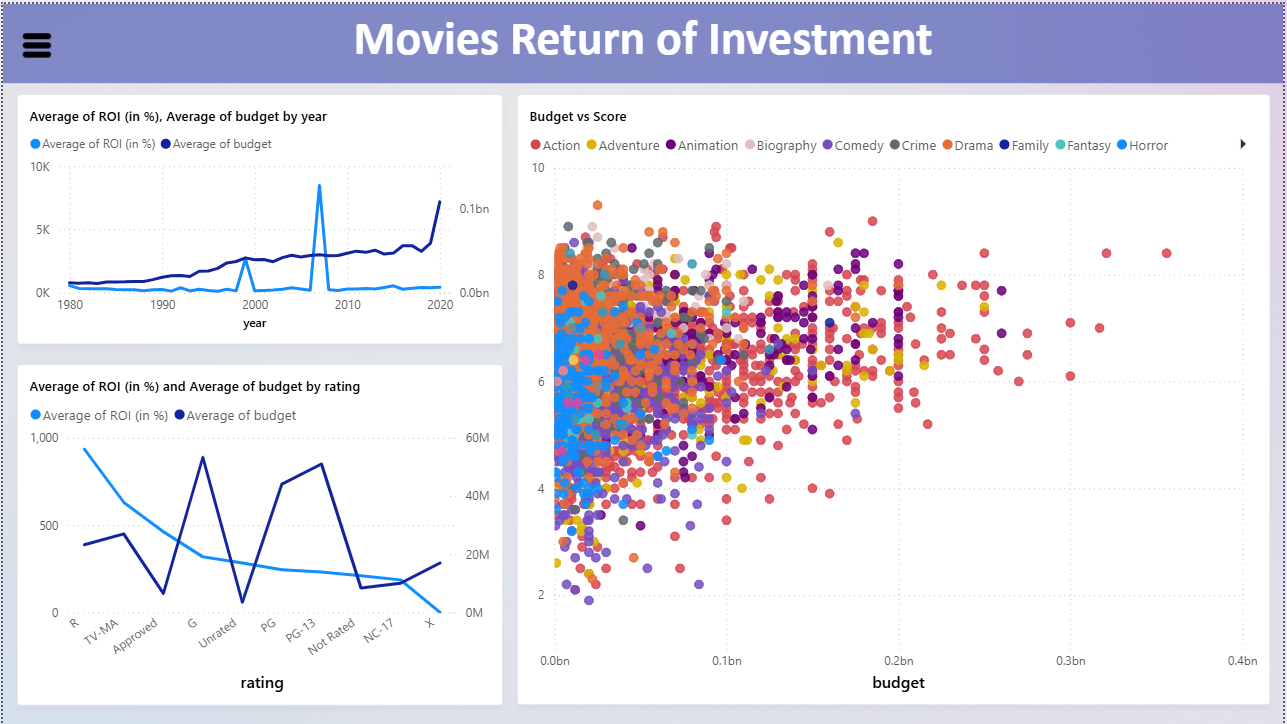 Movies Return of Investment
Average of ROI (in %), Average of budget by year
Average of ROI (in %) Average of budget
10K
5K
0K
0.1bn
0.0bn
1980 1990 2000 2010 2020
year
Average of ROI (in %) and Average of budget by rating
Average of ROI (in %) Average of budget
1,000
500
0
60M
40M
20M
0M
R TV-MA Approved G Unrated PG PG-13 Not Rated NC-17 X
rating
Budget vs Score
Action Adventure Animation Biography Comedy Crime Drama Family Fantasy Horror
10
8
6
4
2
0.0bn 0.1bn 0.2bn 0.3bn 0.4bn
budget